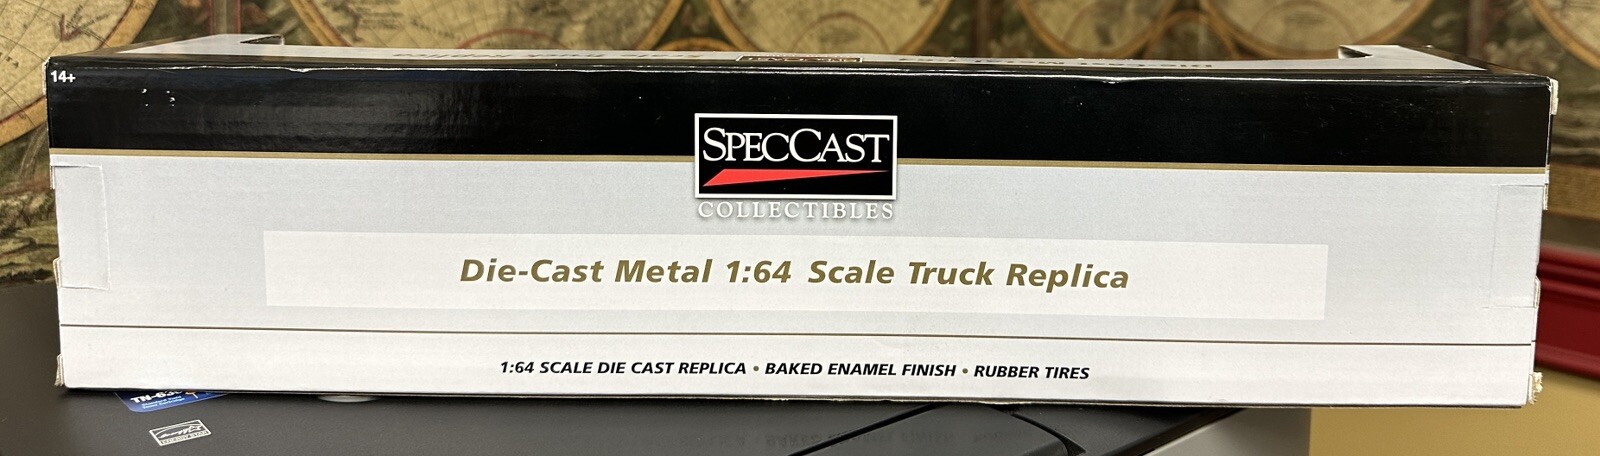 14+
SPECCAST
COLLECTIBLES
Die-Cast Metal 1:64 Scale Truck Replica
1:64 SCALE DIE CAST REPLICA • BAKED ENAMEL FINISH • RUBBER TIRES